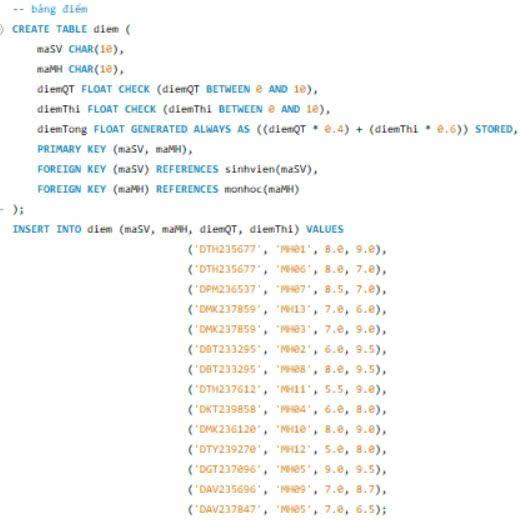 -- bảng điểm
CREATE TABLE diem (
maSV CHAR(10),
maMH CHAR(10),
diemQT FLOAT CHECK (diemQT BETWEEN 0 AND 10),
diemThi FLOAT CHECK (diemThi BETWEEN 0 AND 10),
diemTong FLOAT GENERATED ALWAYS AS ((diemQT * 0.4) + (diemThi * 0.6)) STORED,
PRIMARY KEY (maSV, maMH),
FOREIGN KEY (maSV) REFERENCES sinhvien(maSV),
FOREIGN KEY (maMH) REFERENCES monhoc(maMH)
);
INSERT INTO diem (maSV, maMH, diemQT, diemThi) VALUES
('DTH235677', 'MH01', 8.0, 9.0),
('DTH235677', 'MH06', 8.0, 7.0),
('DPM236537', 'MH07', 8.5, 7.0),
('DMK237859', 'MH13', 7.0, 6.0),
('DMK237859', 'MH03', 7.0, 9.0),
('DBT233295', 'MH02', 6.0, 9.5),
('DBT233295', 'MH08', 8.0, 9.5),
('DTH237612', 'MH11', 5.5, 9.0),
('DKT239858', 'MH04', 6.0, 8.0),
('DMK236120', 'MH10', 8.0, 9.0),
('DTY239270', 'MH12', 5.0, 8.0),
('DGT237096', 'MH05', 9.0, 9.5),
('DAV235696', 'MH09', 7.0, 8.7),
('DAV237847', 'MH05', 7.0, 6.5);